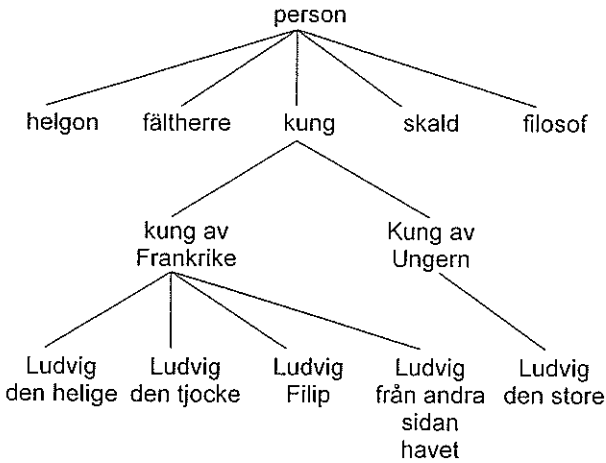 person
helgon fältherre kung skald filosof
kung av Kung av
Frankrike Ungern
Ludvig Ludvig Ludvig Ludvig Ludvig
den helige den tjocke Filip från andra den store
sidan
havet